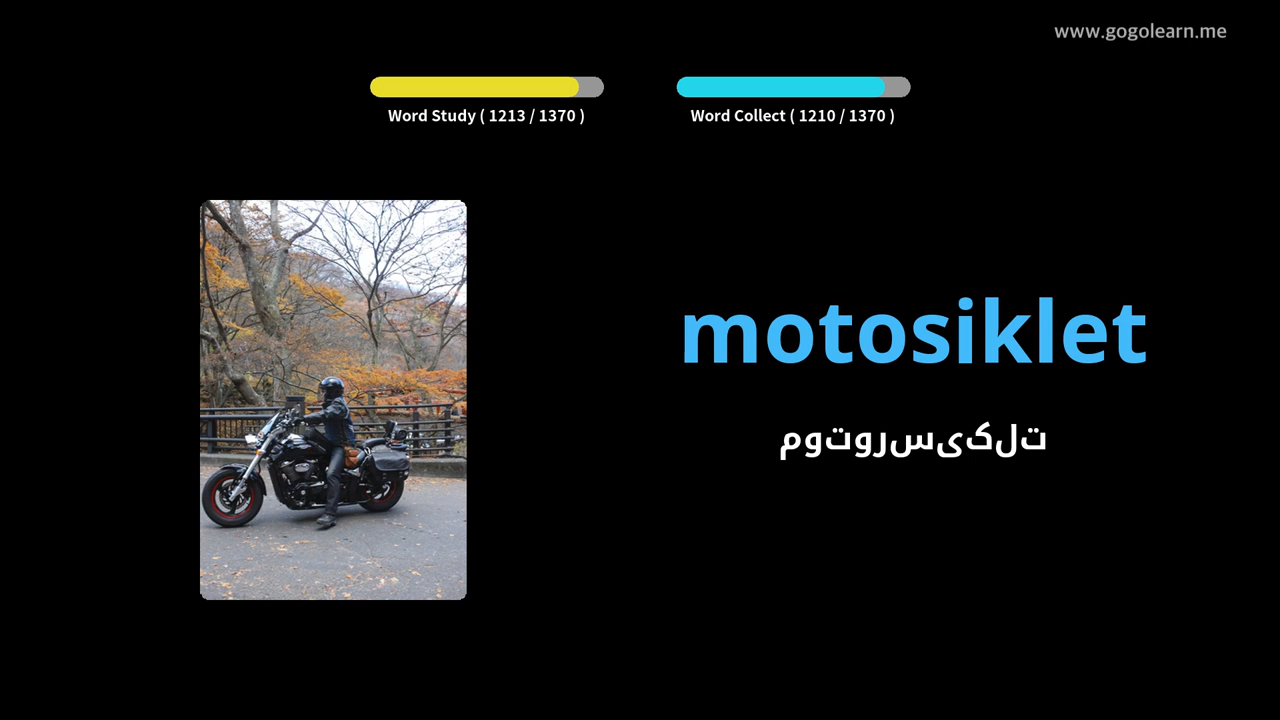 www.gogolearn.me
Word Study ( 1213 / 1370 )
Word Collect ( 1210 / 1370 )
motosiklet
موتورسیکلت